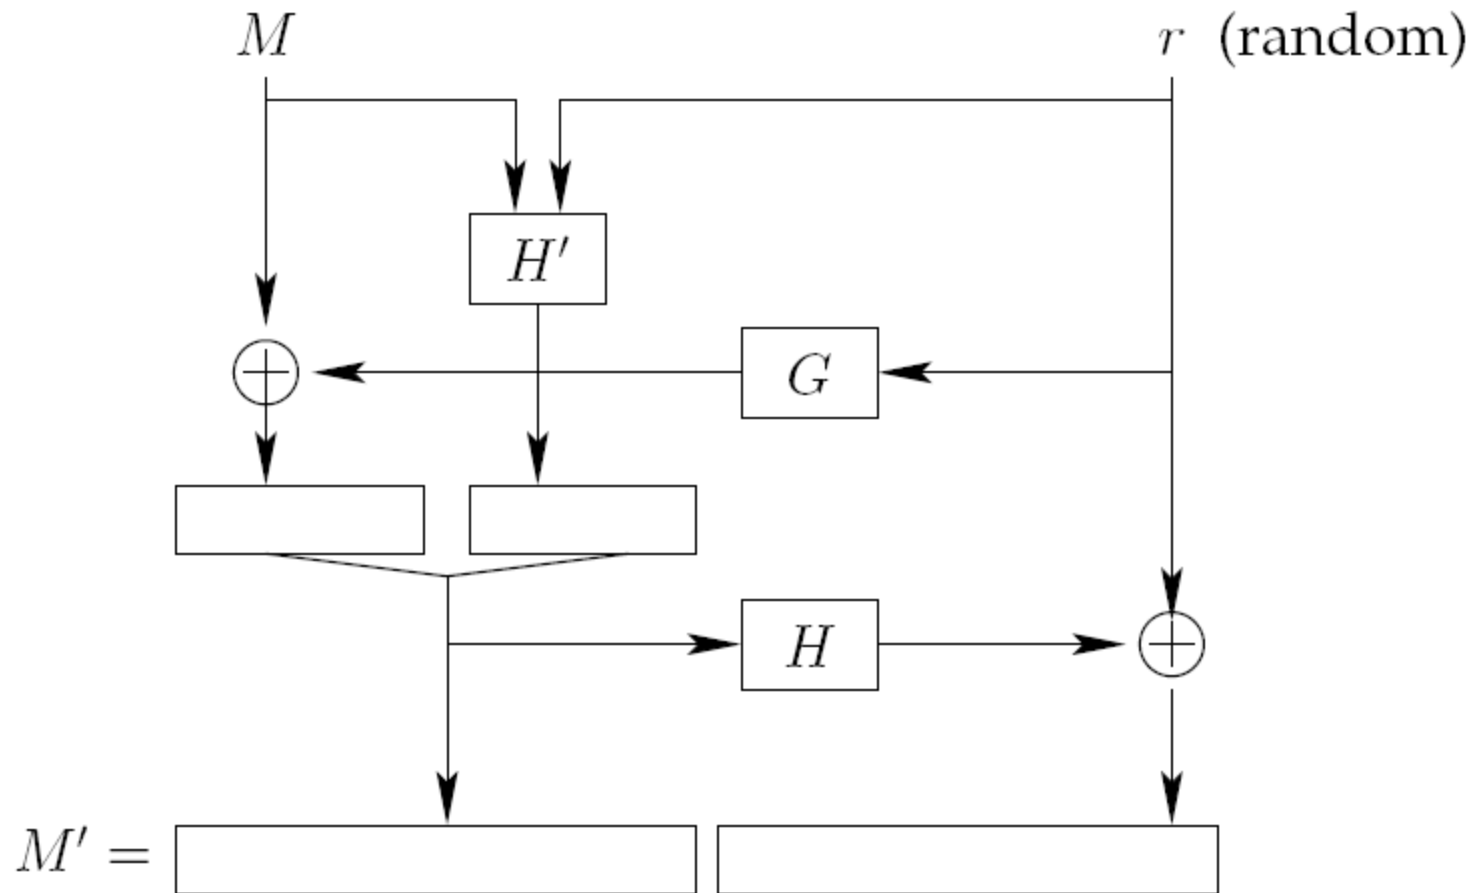 M r (random)
H′
G
H
M′ =